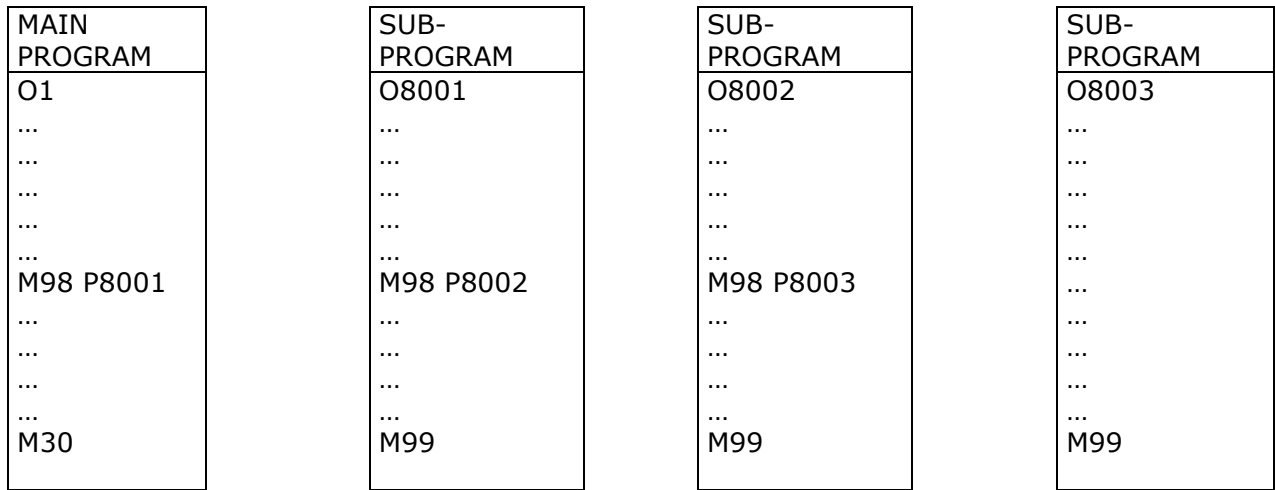 MAIN
PROGRAM
O1
…
…
…
…
…
M98 P8001
…
…
…
…
M30
SUB-
PROGRAM
O8001
…
…
…
…
…
M98 P8002
…
…
…
…
M99
SUB-
PROGRAM
O8002
…
…
…
…
…
M98 P8003
…
…
…
…
M99
SUB-
PROGRAM
O8003
…
…
…
…
…
…
…
…
…
…
M99